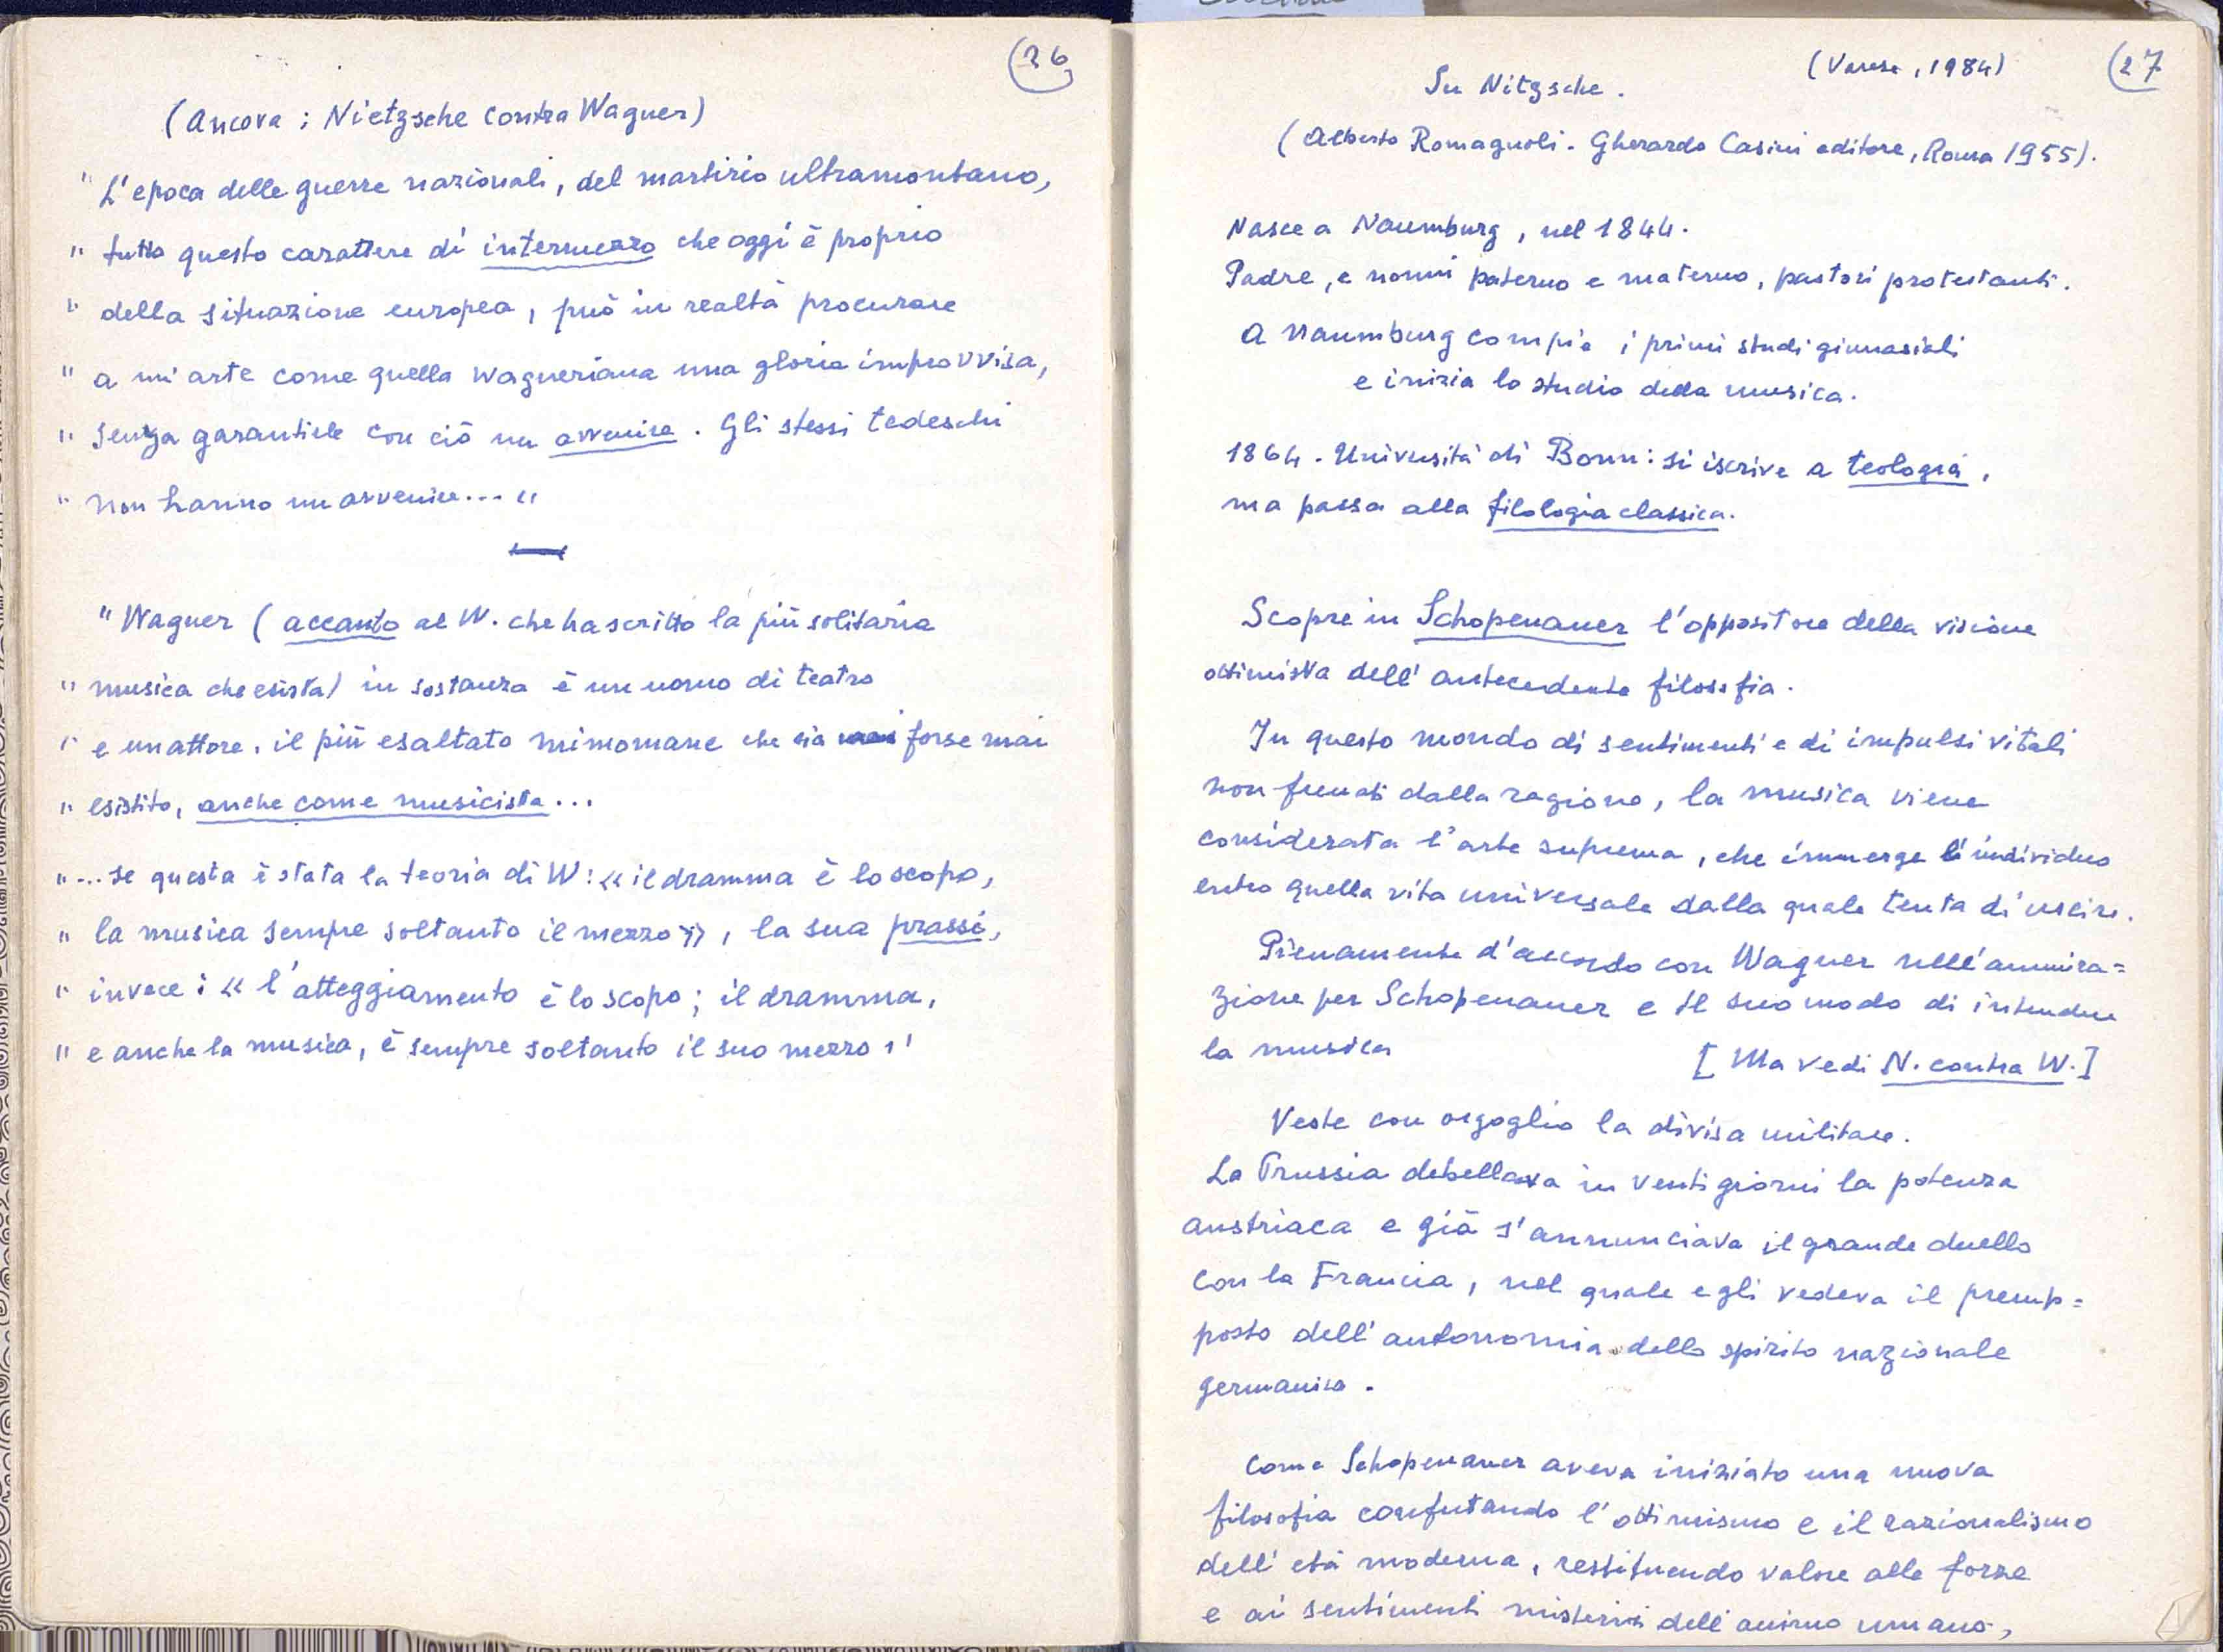 (26
(Ancora : Nietzsche contra Wagner)
" L'epoca delle guerre nazionali, del martirio ultramontano,
" tutto questo carattere di intermezzo che oggi è proprio
" della situazione europea, può in realtà procurare
" a un'arte come quella wagneriana una gloria improvvisa,
" senza garantirle con ciò un avvenire. Gli stessi tedeschi
" non hanno un avvenire... "
" Wagner (accanto al W. che ha scritto la più solitaria
" musica che esista) in sostanza è un uomo di teatro
" e un attore, il più esaltato mimomane che sia forse mai
" esistito, anche come musicista...
"... se questa è stata la teoria di W: « il dramma è lo scopo,
" la musica sempre soltanto il mezzo », la sua prassi,
" invece : « l'atteggiamento è lo scopo; il dramma,
" e anche la musica, è sempre soltanto il suo mezzo "
(Varese, 1984)
(27
Su Nitzsche.
(Alberto Romagnoli. Gherardo Casini editore, Roma 1955).
Nasce a Naumburg, nel 1844.
Padre, e nonni paterno e materno, pastori protestanti.
A Naumburg compie i primi studi ginnasiali
e inizia lo studio della musica.
1864. Università di Bonn: si iscrive a teologia,
ma passa alla filologia classica.
Scopre in Schopenauer l'oppositore della visione
ottimista dell'antecedente filosofia.
In questo mondo di sentimenti e di impulsi vitali
non frenati dalla ragione, la musica viene
considerata l'arte suprema, che immerge l'individuo
entro quella vita universale dalla quale tenta di uscire.
Pienamente d'accordo con Wagner nell'ammira=
zione per Schopenauer e il suo modo di intendere
la musica
[Ma vedi N. contra W.]
Veste con orgoglio la divisa militare.
La Prussia debellava in venti giorni la potenza
austriaca e già s'annunciava il grande duello
con la Francia, nel quale egli vedeva il presup=
posto dell'autonomia dello spirito nazionale
germanico.
Come Schopenauer aveva iniziato una nuova
filosofia confutando l'ottimismo e il razionalismo
dell'età moderna, restituendo valore alle forze
e ai sentimenti misteriosi dell'animo umano,